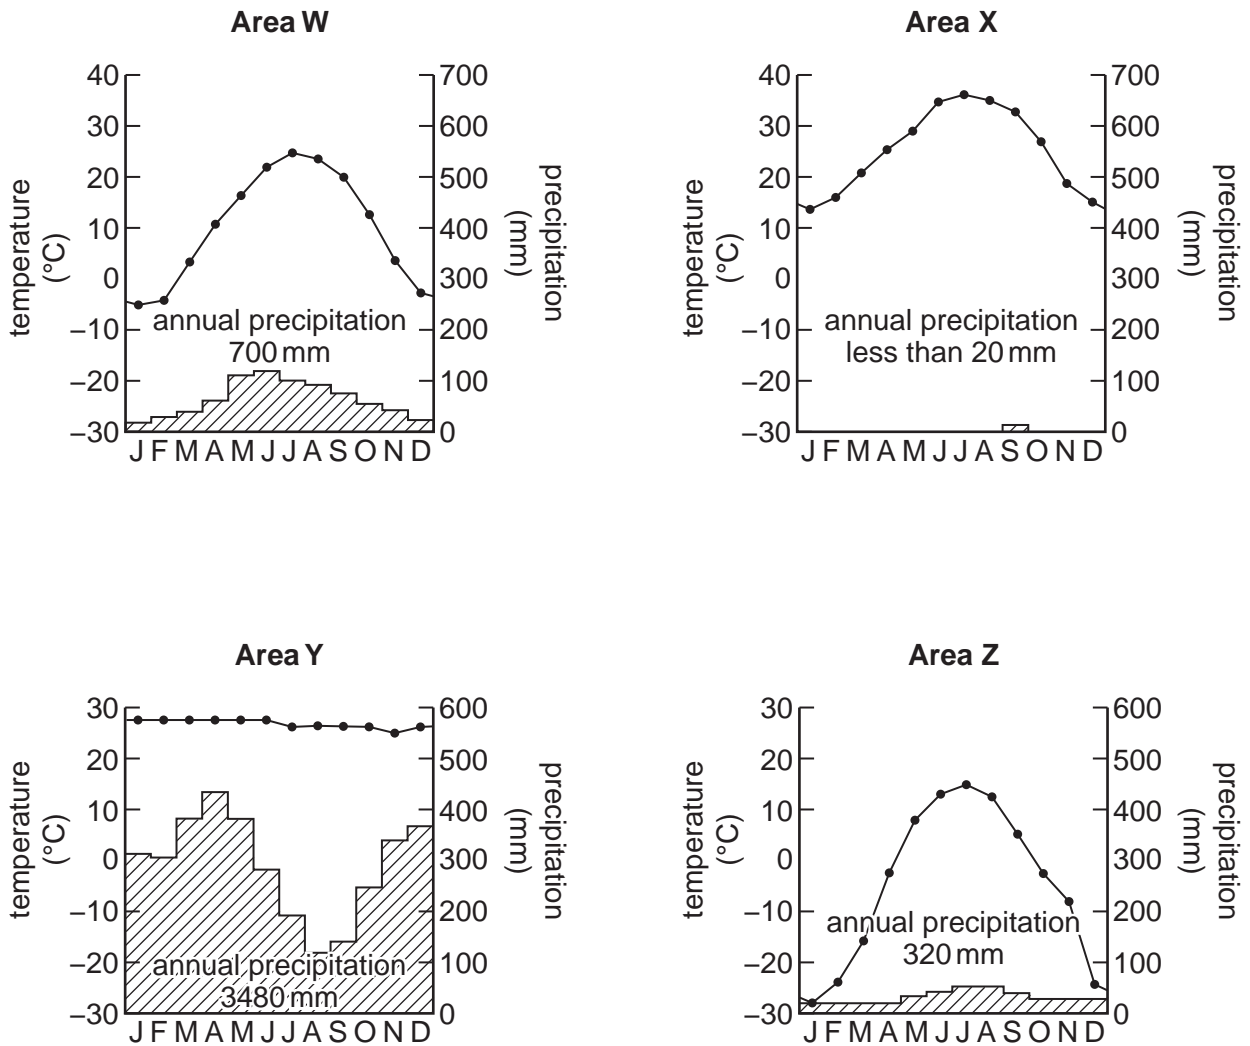 Area W
temperature
(°C)
40
30
20
10
0
–10
–20
–30
700
600
500
400
300
200
100
0
precipitation
(mm)
annual precipitation
700 mm
J F M A M J J A S O N D
Area X
temperature
(°C)
40
30
20
10
0
–10
–20
–30
700
600
500
400
300
200
100
0
precipitation
(mm)
annual precipitation
less than 20 mm
J F M A M J J A S O N D
Area Y
temperature
(°C)
30
20
10
0
–10
–20
–30
600
500
400
300
200
100
0
precipitation
(mm)
annual precipitation
3480 mm
J F M A M J J A S O N D
Area Z
temperature
(°C)
30
20
10
0
–10
–20
–30
600
500
400
300
200
100
0
precipitation
(mm)
annual precipitation
320 mm
J F M A M J J A S O N D